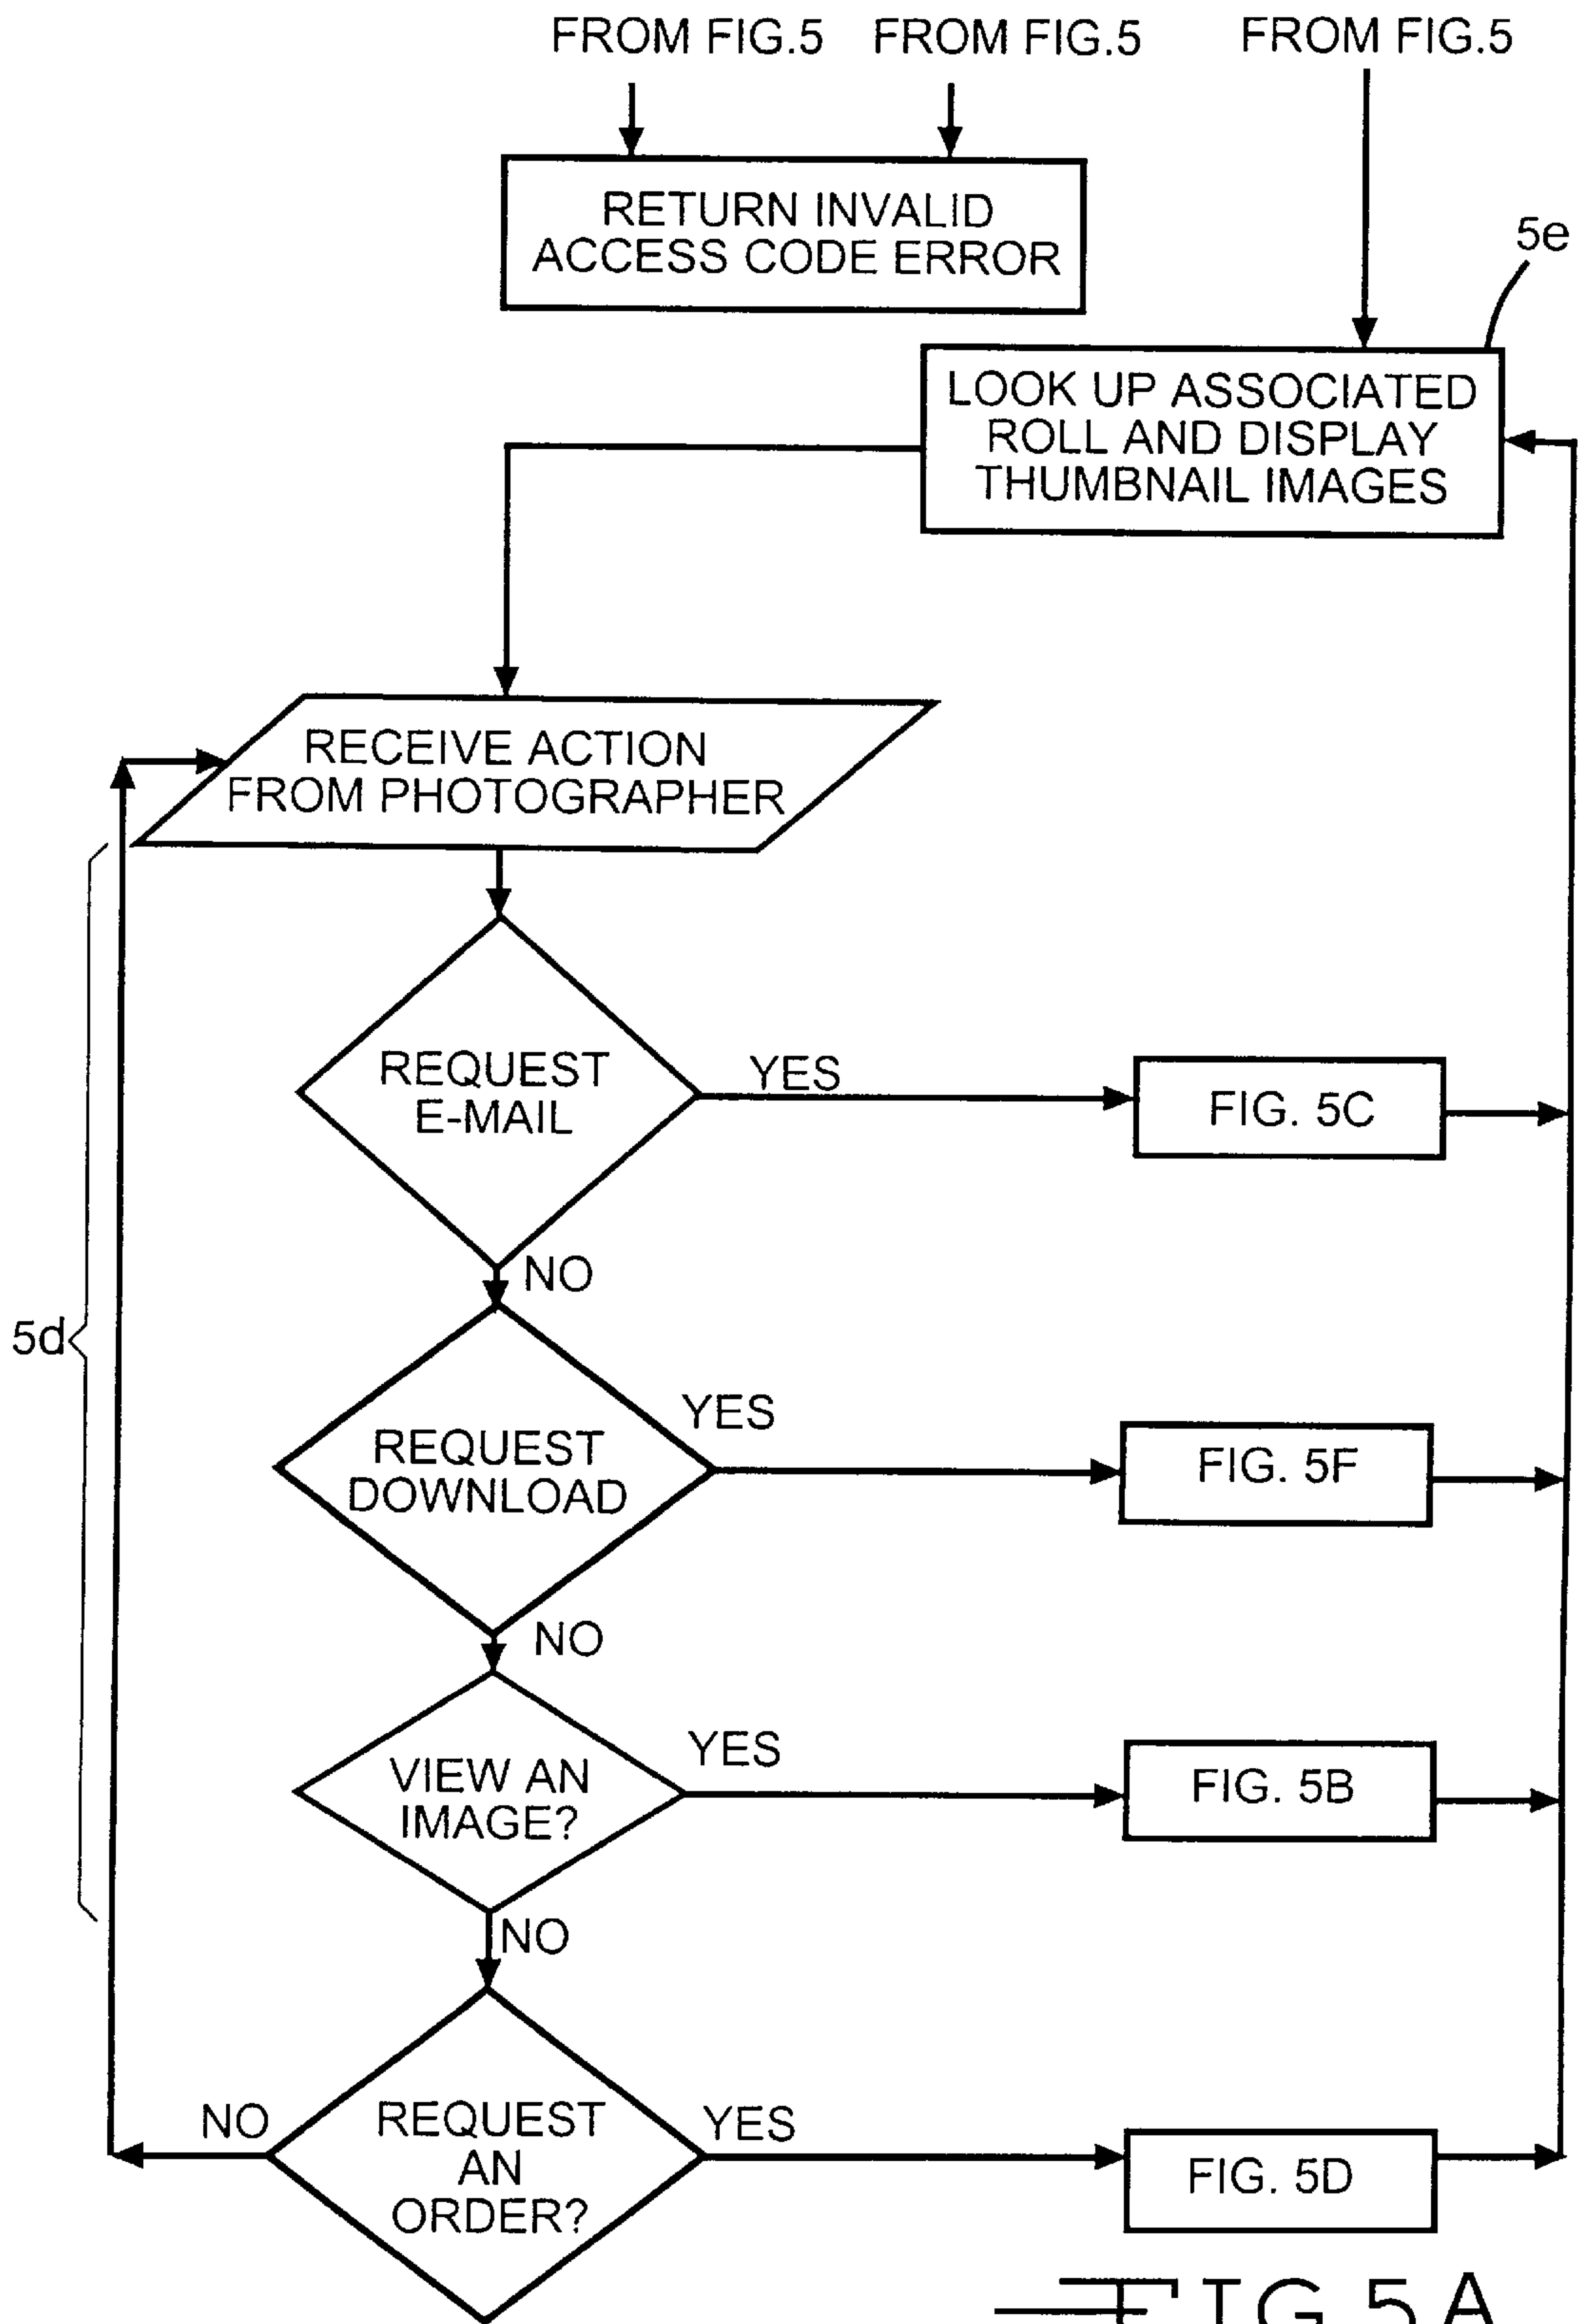 FROM FIG.5 FROM FIG.5 FROM FIG.5
RETURN INVALID
ACCESS CODE ERROR
5e
LOOK UP ASSOCIATED
ROLL AND DISPLAY
THUMBNAIL IMAGES
RECEIVE ACTION
FROM PHOTOGRAPHER
REQUEST
E-MAIL
YES
FIG. 5C
NO
5d
REQUEST
DOWNLOAD
YES
FIG. 5F
NO
VIEW AN
IMAGE?
YES
FIG. 5B
NO
NO
REQUEST
AN
ORDER?
YES
FIG. 5D
FIG.5A